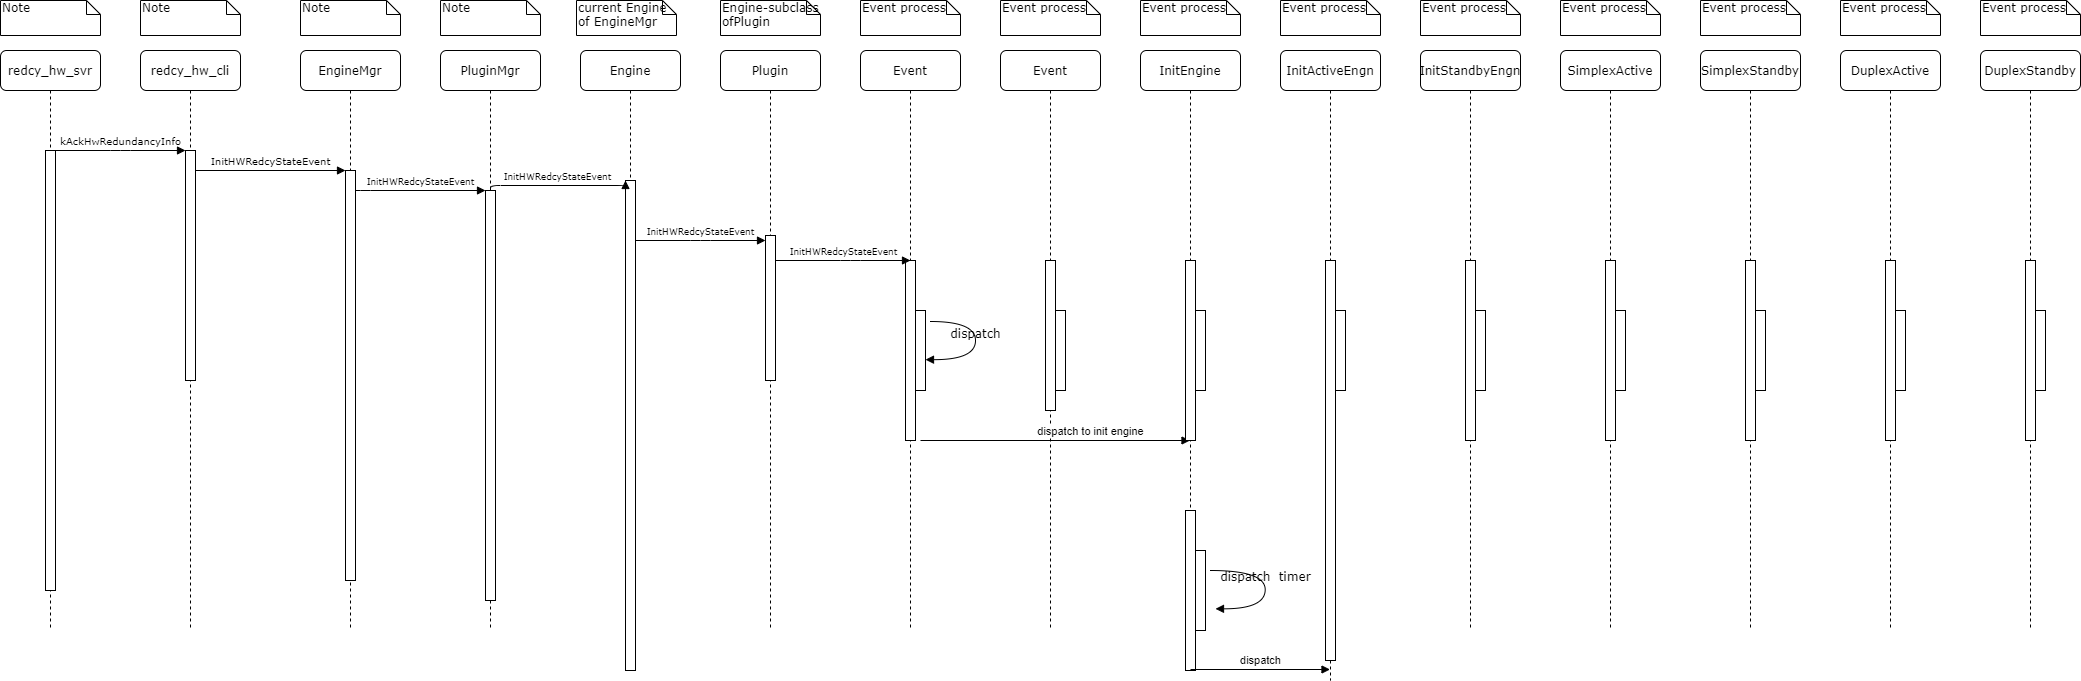 Note
Note
Note
Note
current Engine
of EngineMgr
Engine-subclass
ofPlugin
Event process
Event process
Event process
Event process
Event process
Event process
Event process
Event process
Event process
redcy_hw_svr
redcy_hw_cli
EngineMgr
PluginMgr
Engine
Plugin
Event
Event
InitEngine
InitActiveEngn
InitStandbyEngn
SimplexActive
SimplexStandby
DuplexActive
DuplexStandby
kAckHwRedundancyInfo
InitHWRedcyStateEvent
InitHWRedcyStateEvent
InitHWRedcyStateEvent
InitHWRedcyStateEvent
InitHWRedcyStateEvent
dispatch
dispatch to init engine
dispatch timer
dispatch